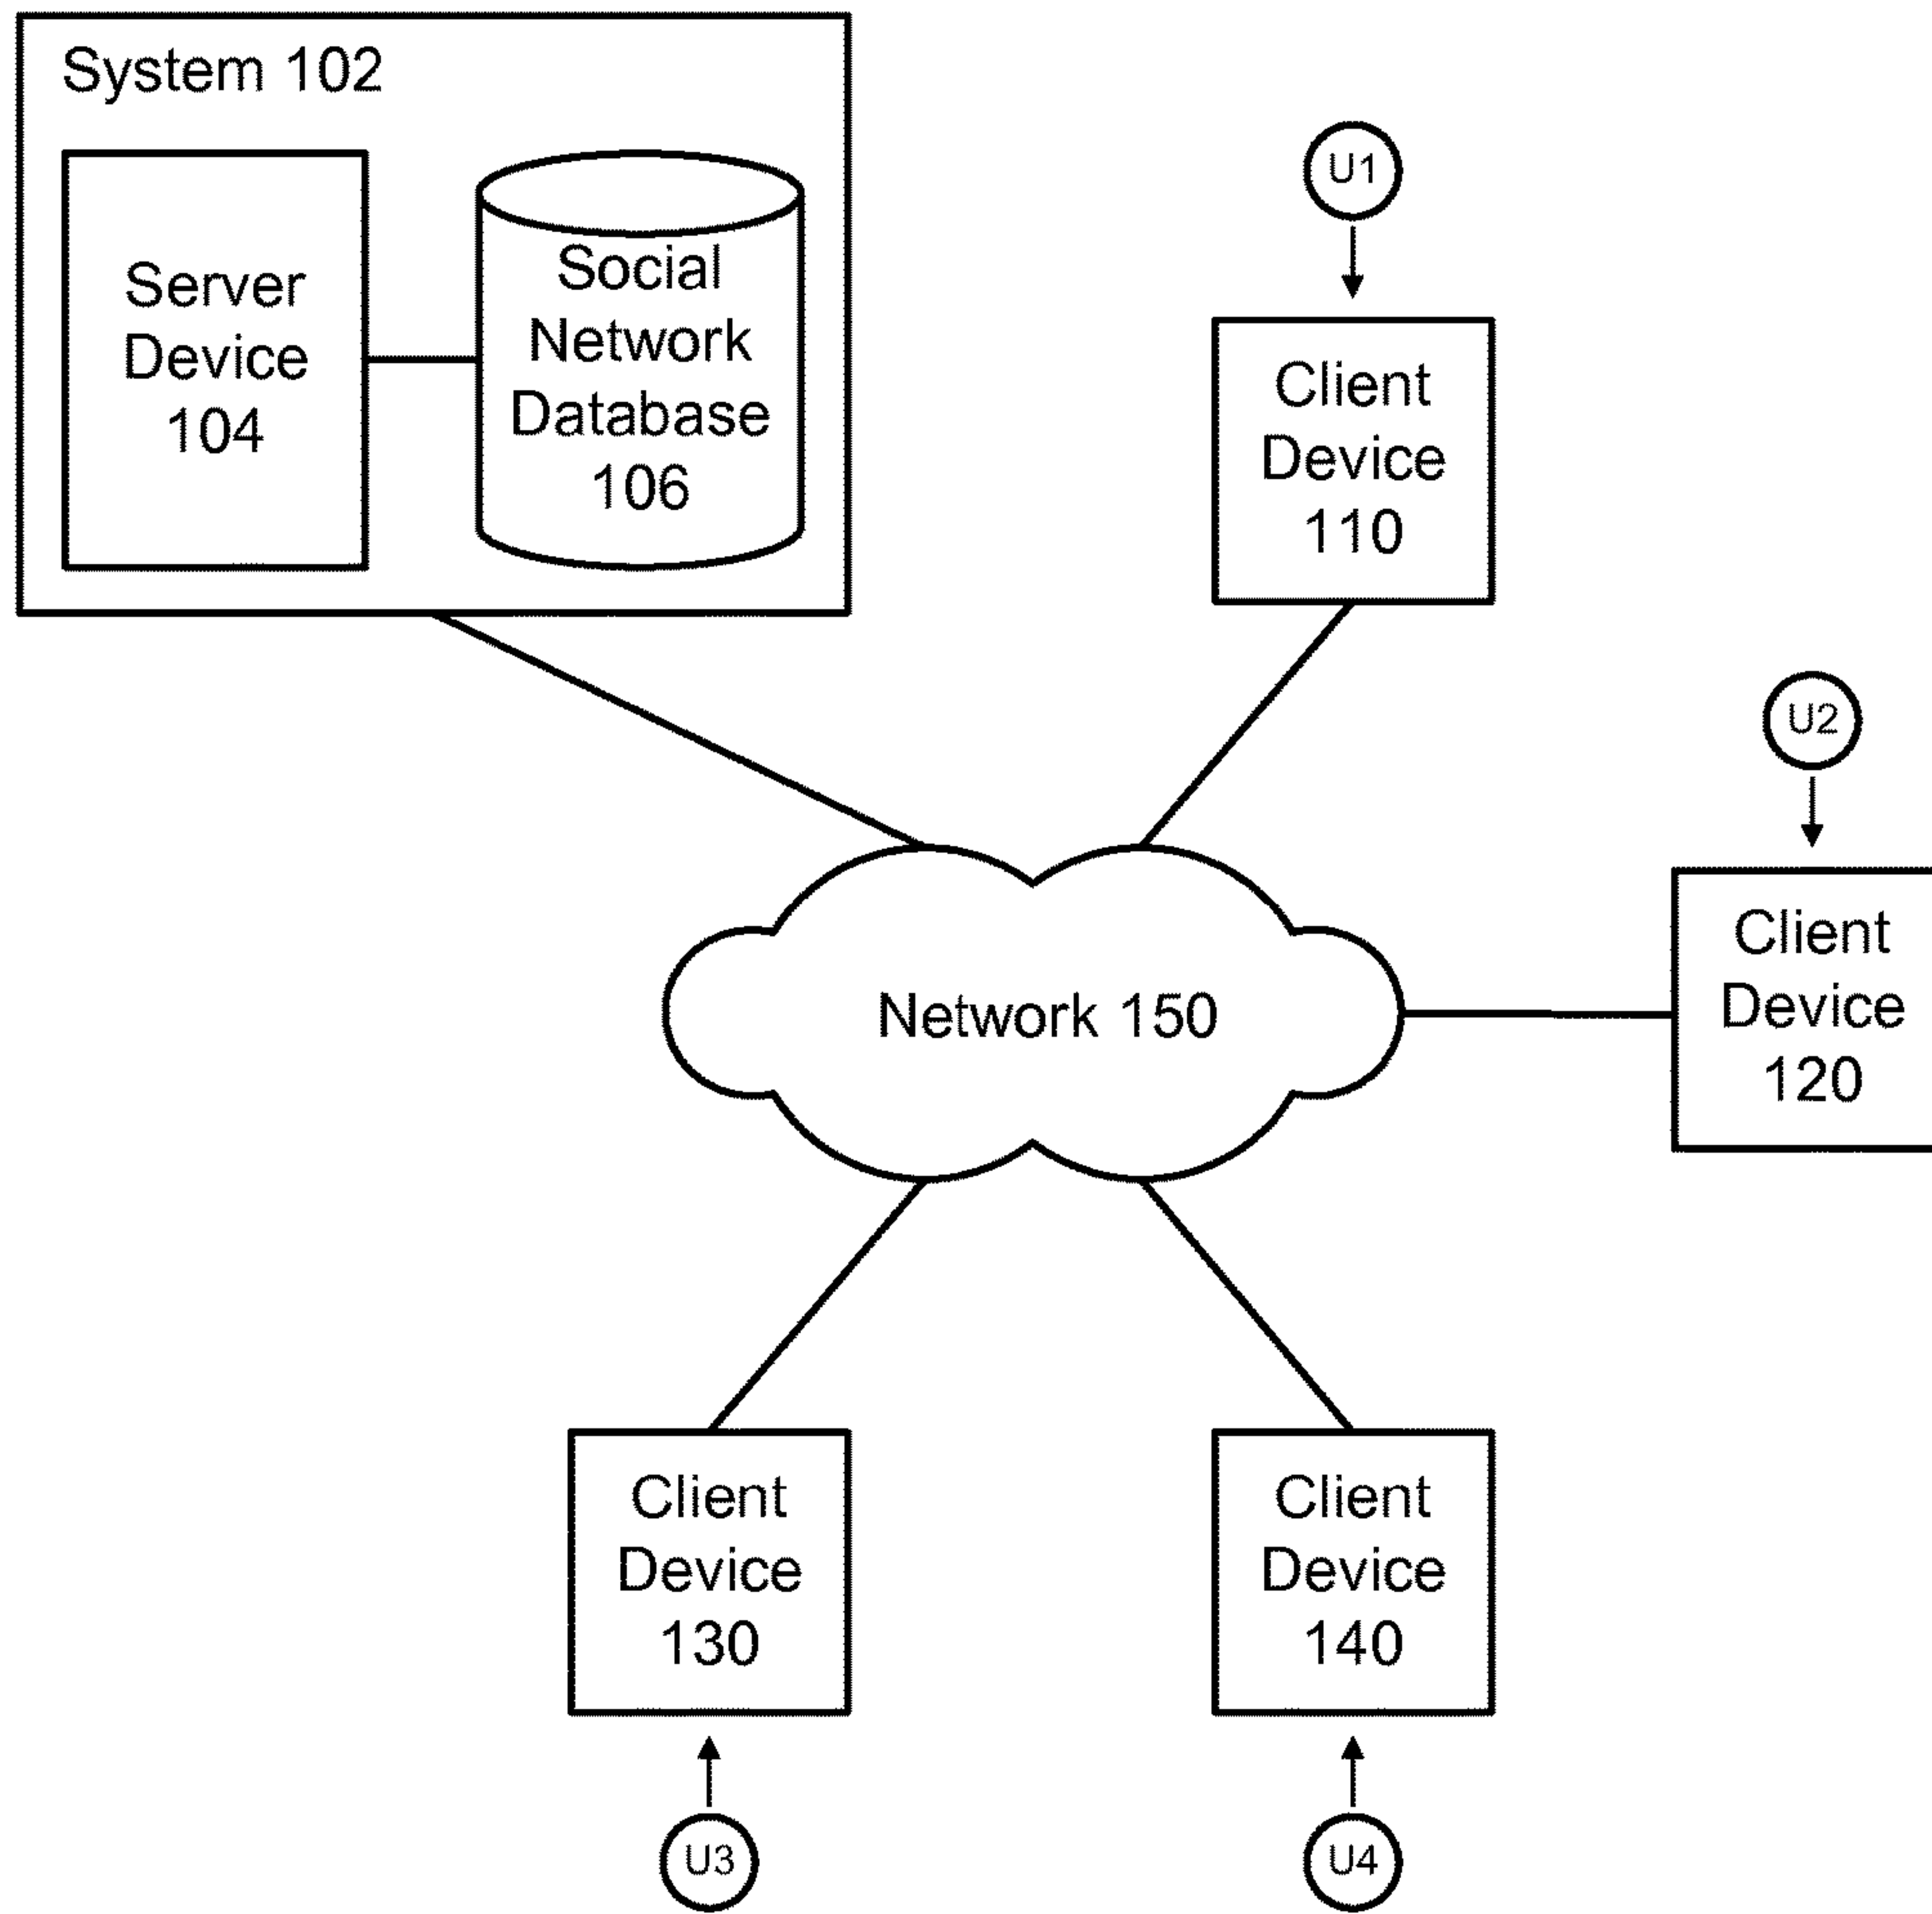 System 102
Server
Device
104
Social
Network
Database
106
U1
Client
Device
110
U2
Client
Device
120
Network 150
Client
Device
130
Client
Device
140
U3
U4